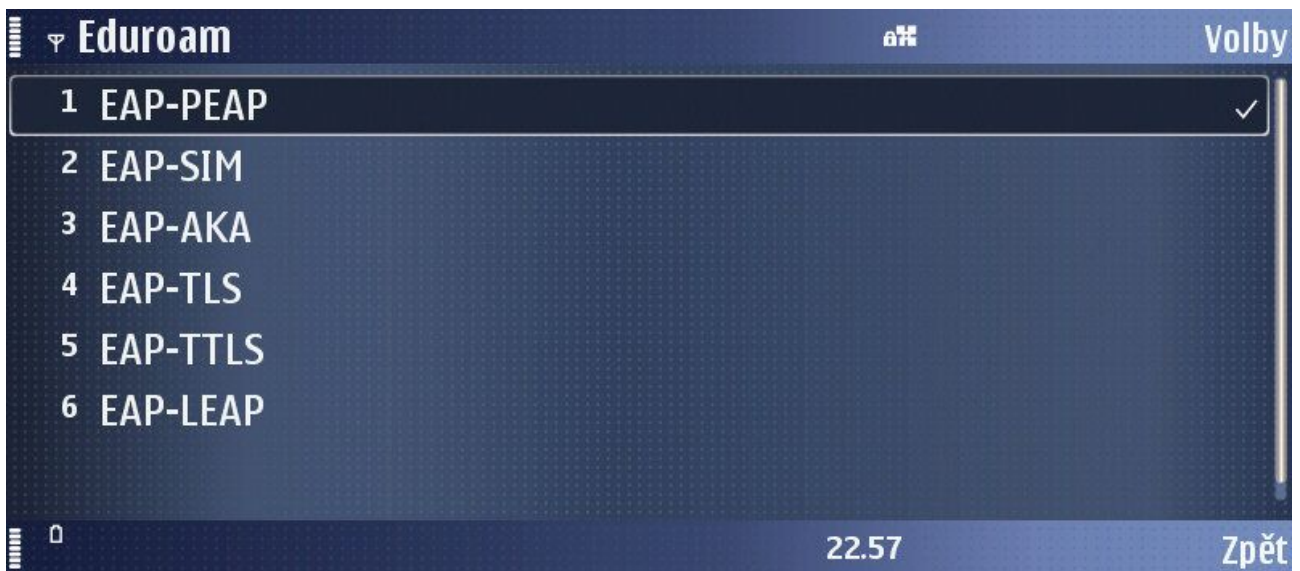 Eduroam Volby
1 EAP-PEAP
2 EAP-SIM
3 EAP-AKA
4 EAP-TLS
5 EAP-TTLS
6 EAP-LEAP
22.57 Zpět